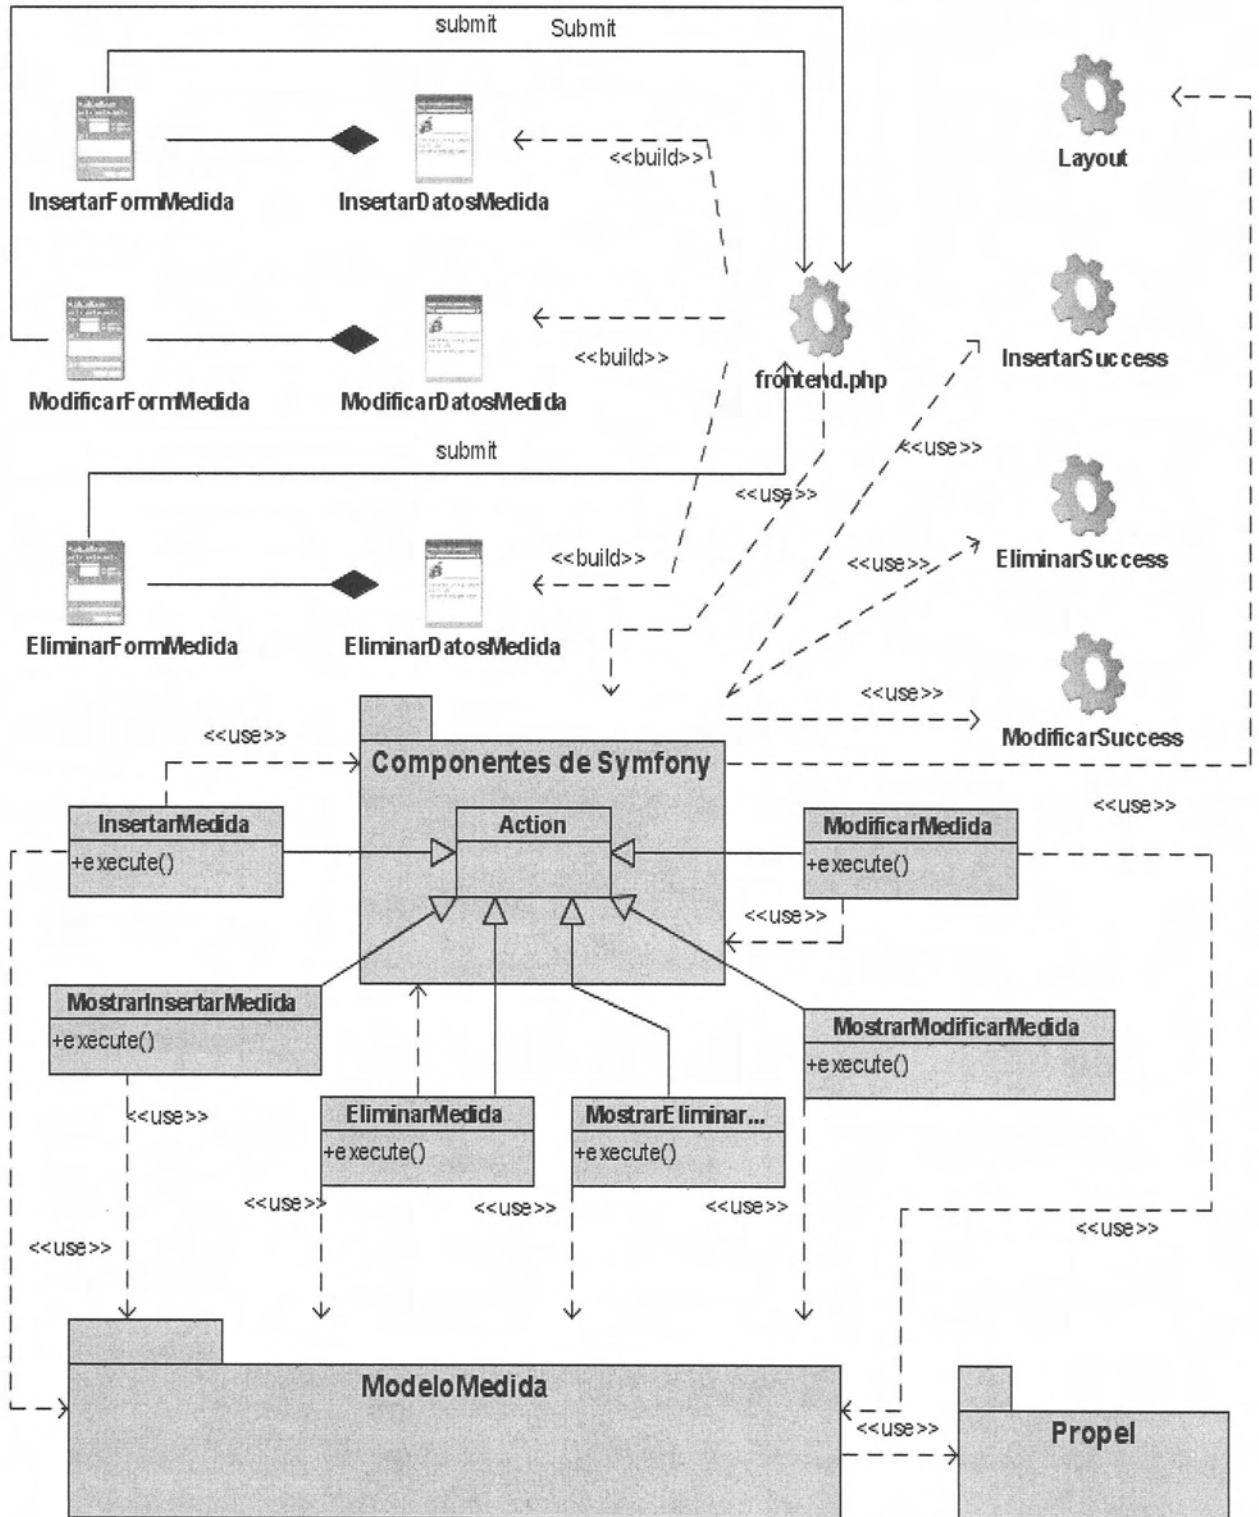 submit
Submit
InsertarFormMedida
InsertarDatosMedida
<<build>>
Layout
ModificarFormMedida
ModificarDatosMedida
<<build>>
frontend.php
InsertarSuccess
submit
<<use>>
<<use>>
EliminarFormMedida
EliminarDatosMedida
<<build>>
<<use>>
EliminarSuccess
<<use>>
ModificarSuccess
<<use>>
Componentes de Symfony
<<use>>
InsertarMedida
+execute()
Action
ModificarMedida
+execute()
<<use>>
MostrarInsertarMedida
+execute()
MostrarModificarMedida
+execute()
<<use>>
EliminarMedida
+execute()
MostrarEliminar...
+execute()
<<use>>
<<use>>
<<use>>
<<use>>
<<use>>
ModeloMedida
<<use>>
Propel